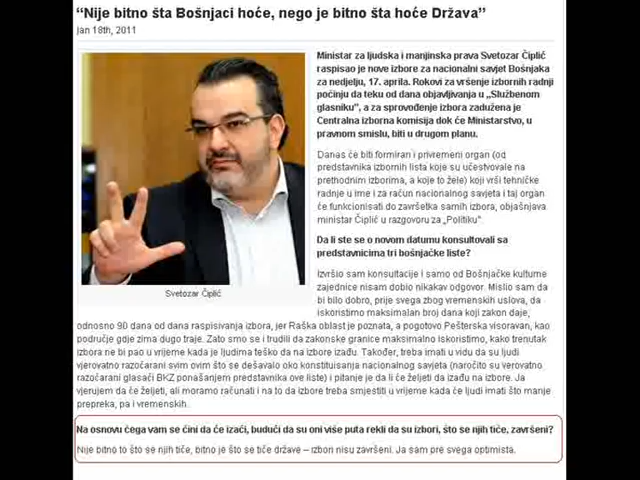 “Nije bitno šta Bošnjaci hoće, nego je bitno šta hoće Država”
Jan 18th, 2011
Ministar za ljudska i manjinska prava Svetozar Čiplić
raspisao je nove izbore za nacionalni savjet Bošnjaka
za nedjelju, 17. aprila. Rokovi za vršenje izbornih radnji
počinju da teku od dana objavljivanja u „Službenom
glasniku”, a za sprovođenje izbora zadužena je
Centralna izborna komisija dok će Ministarstvo, u
pravnom smislu, biti u drugom planu.
Danas će biti formiran i privremeni organ (od
predstavnika izbornih lista koje su učestvovale na
prethodnim izborima, a koje to žele) koji vrši tehničke
radnje u ime i za račun nacionalnog savjeta i taj organ
će funkcionisati do završetka samih izbora, objašnjava
ministar Čiplić u razgovoru za „Politiku”.
Da li ste se o novom datumu konsultovali sa
predstavnicima tri bošnjačke liste?
Izvršio sam konsultacije i samo od Bošnjačke kulturne
zajednice nisam dobio nikakav odgovor. Mislio sam da
bi bilo dobro, prije svega zbog vremenskih uslova, da
iskoristimo maksimalan broj dana koji zakon daje,
Svetozar Čiplić
odnosno 90 dana od dana raspisivanja izbora, jer Raška oblast je poznata, a pogotovo Pešterska visoravan, kao
područje gdje zima dugo traje. Zato smo se i trudili da zakonske granice maksimalno iskoristimo, kako trenutak
izbora ne bi pao u vrijeme kada je ljudima teško da na izbore izađu. Također, treba imati u vidu da su ljudi
vjerovatno razočarani svim ovim što se dešavalo oko konstituisanja nacionalnog savjeta (naročito su verovatno
razočarani glasači BKZ ponašanjem predstavnika ove liste) i pitanje je da li će željeti da izađu na izbore. Ja
vjerujem da će željeti, ali moramo računati i na to da izbore treba smjestiti u vrijeme kada će ljudi imati što manje
prepreka, pa i vremenskih.
Na osnovu čega vam se čini da će izaći, budući da su oni više puta rekli da su izbori, što se njih tiče, završeni?
Nije bitno to što se njih tiče, bitno je što se tiče države – izbori nisu završeni. Ja sam pre svega optimista.